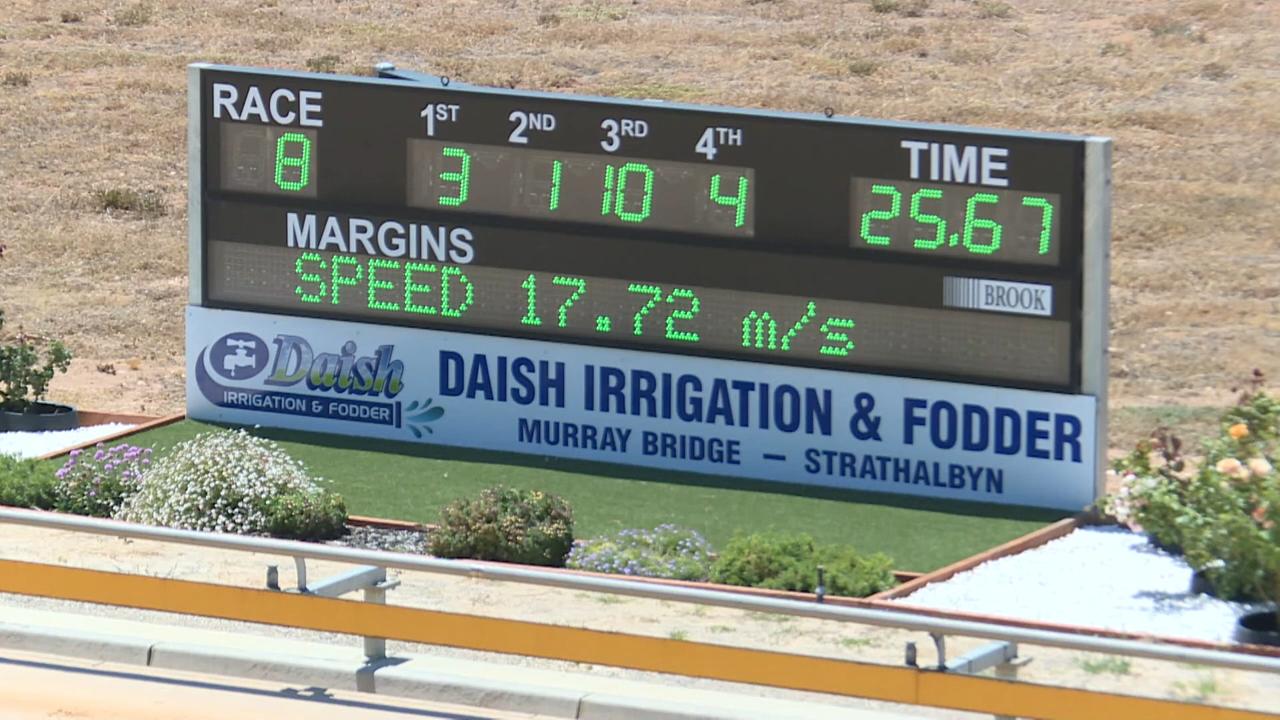 RACE 1ST 2ND 3RD 4TH TIME
8 3 1 10 4 25.67
MARGINS
BROOK
SPEED 17.72 m/s
Daish
IRRIGATION & FODDER
DAISH IRRIGATION & FODDER
MURRAY BRIDGE – STRATHALBYN